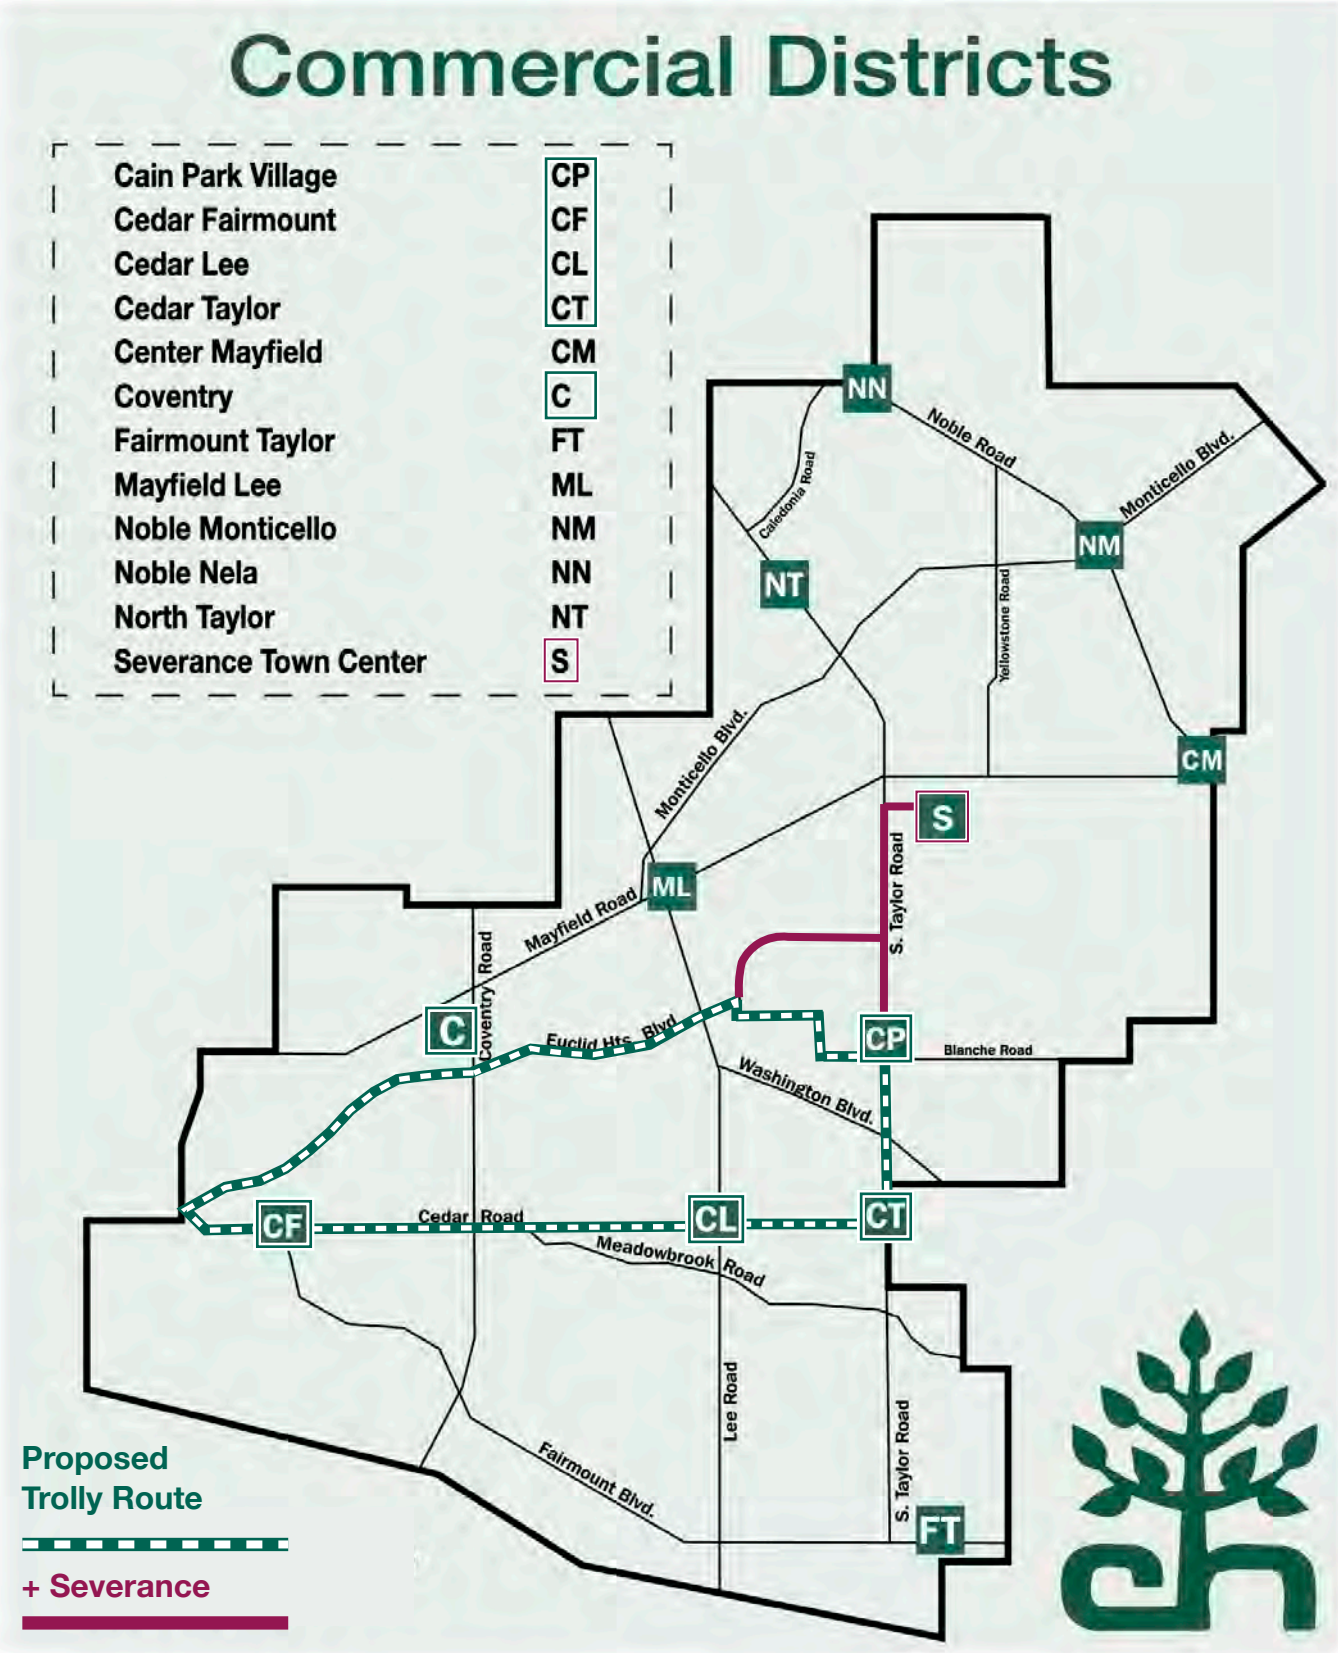 Commercial Districts
Cain Park Village CP
Cedar Fairmount CF
Cedar Lee CL
Cedar Taylor CT
Center Mayfield CM
Coventry C
Fairmount Taylor FT
Mayfield Lee ML
Noble Monticello NM
Noble Nela NN
North Taylor NT
Severance Town Center S
NN
Noble Road
Monticello Blvd.
Caledonia Road
NM
NT
Yellowstone Road
Monticello Blvd.
CM
S
S. Taylor Road
ML
Mayfield Road
Coventry Road
C
Euclid Hts. Blvd.
CP
Blanche Road
Washington Blvd.
CF
Cedar Road
CL
CT
Meadowbrook Road
Lee Road
S. Taylor Road
Fairmount Blvd.
FT
Proposed
Trolly Route
+ Severance
ch